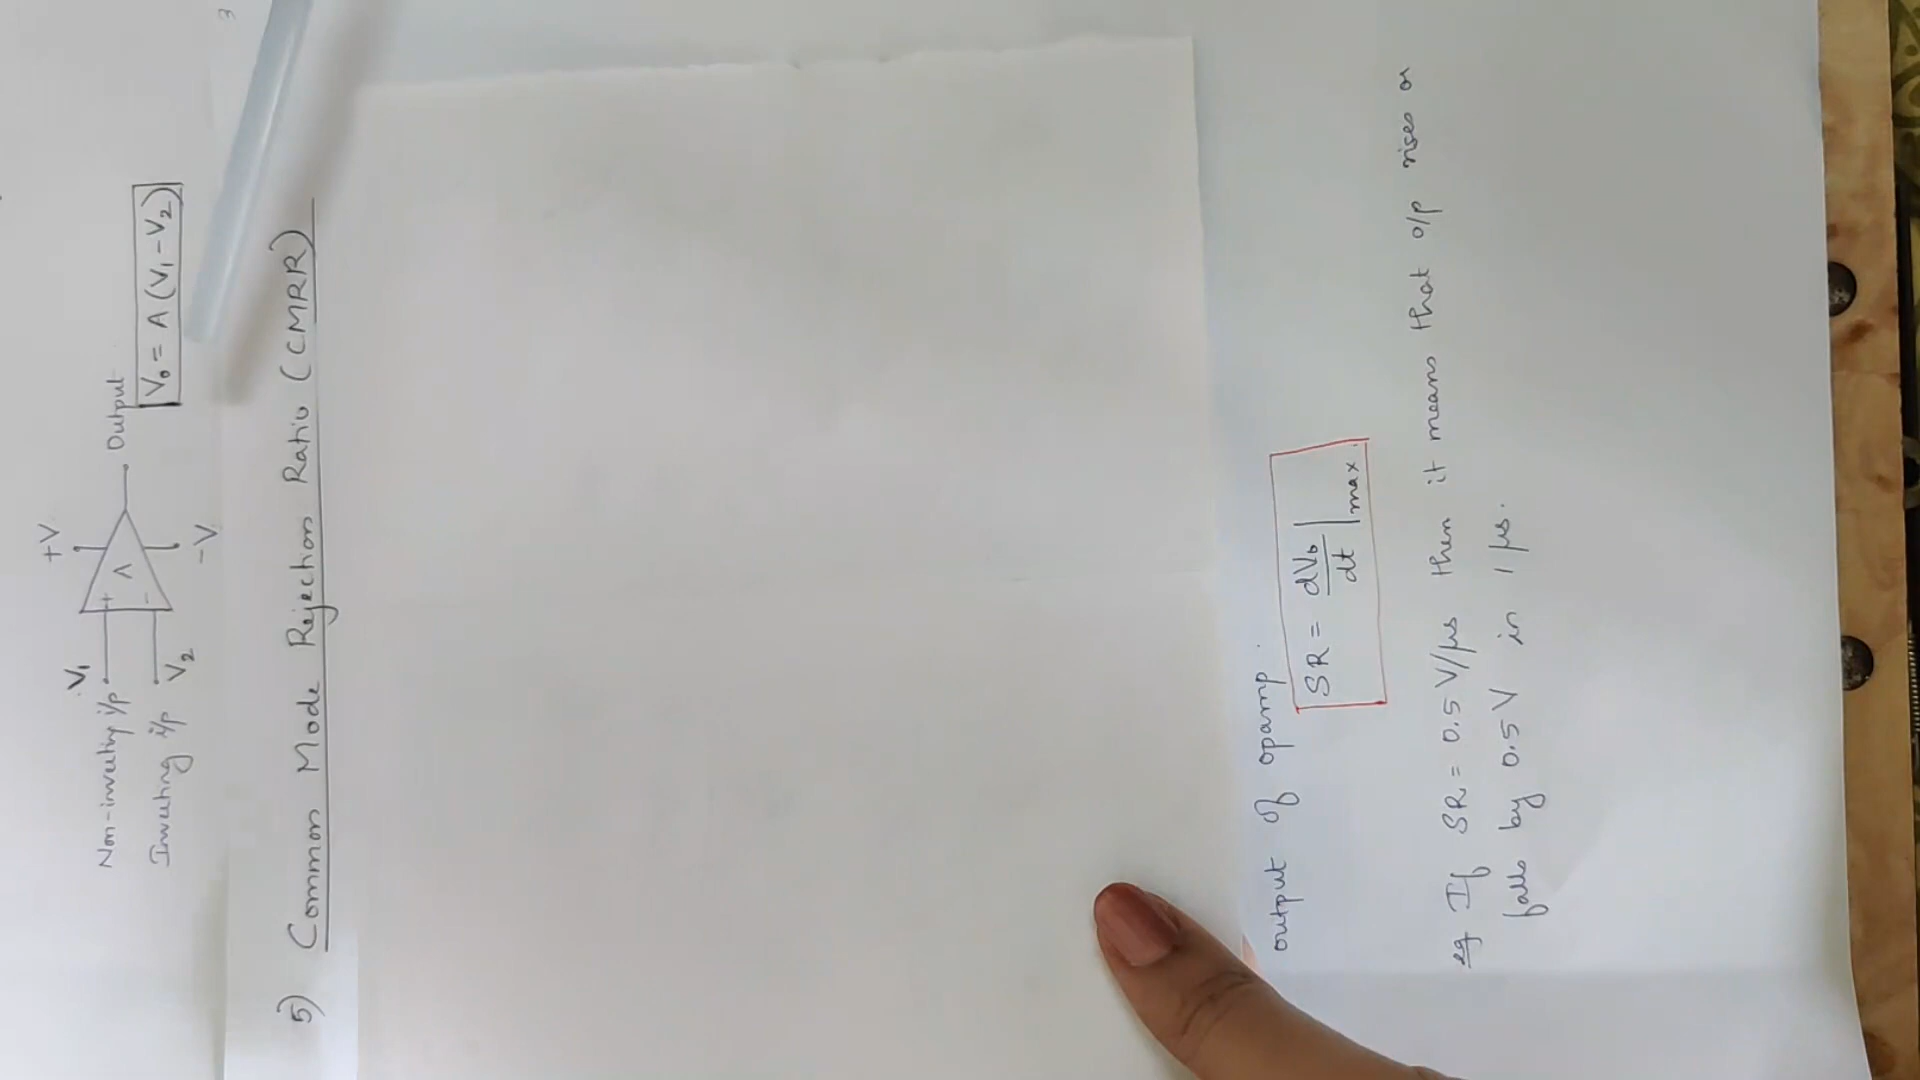 +V
V1
Non-inverting i/p
+
A
Output
Inverting i/p
-
V2
-V
V0 = A (V1 - V2)
3
5) Common Mode Rejection Ratio (CMRR)
output of opamp.
SR = dV0/dt | max
eg If SR = 0.5 V/μs then it means that o/p rises or
falls by 0.5V in 1 μs.